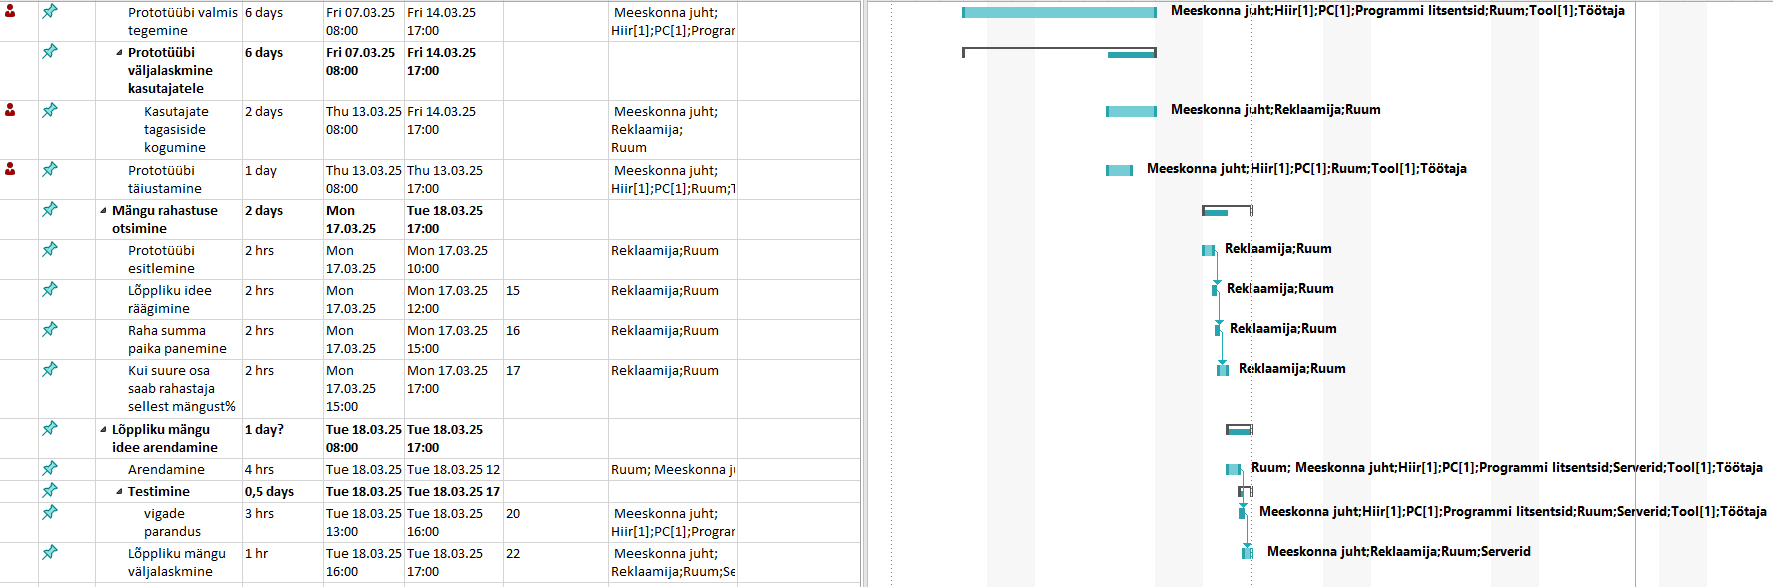 Prototüübi valmis tegemine 6 days Fri 07.03.25 08:00 Fri 14.03.25 17:00 Meeskonna juht; Hiir[1];PC[1];Prograr Meeskonna juht;Hiir[1];PC[1];Programmi litsentsid;Ruum;Tool[1];Töötaja
Prototüübi väljalaskmine kasutajatele 6 days Fri 07.03.25 08:00 Fri 14.03.25 17:00
Kasutajate tagasiside kogumine 2 days Thu 13.03.25 08:00 Fri 14.03.25 17:00 Meeskonna juht; Reklaamija; Ruum Meeskonna juht;Reklaamija;Ruum
Prototüübi täiustamine 1 day Thu 13.03.25 08:00 Thu 13.03.25 17:00 Meeskonna juht; Hiir[1];PC[1];Ruum;T Meeskonna juht;Hiir[1];PC[1];Ruum;Tool[1];Töötaja
Mängu rahastuse otsimine 2 days Mon 17.03.25 Tue 18.03.25 17:00
Prototüübi esitlemine 2 hrs Mon 17.03.25 Mon 17.03.25 10:00 Reklaamija;Ruum Reklaamija;Ruum
Lõppliku idee räägimine 2 hrs Mon 17.03.25 Mon 17.03.25 12:00 15 Reklaamija;Ruum Reklaamija;Ruum
Raha summa paika panemine 2 hrs Mon 17.03.25 Mon 17.03.25 15:00 16 Reklaamija;Ruum Reklaamija;Ruum
Kui suure osa saab rahastaja sellest mängust% 2 hrs Mon 17.03.25 15:00 Mon 17.03.25 17:00 17 Reklaamija;Ruum Reklaamija;Ruum
Lõppliku mängu idee arendamine 1 day? Tue 18.03.25 08:00 Tue 18.03.25 17:00
Arendamine 4 hrs Tue 18.03.25 Tue 18.03.25 12 Ruum; Meeskonna j Ruum; Meeskonna juht;Hiir[1];PC[1];Programmi litsentsid;Serverid;Tool[1];Töötaja
Testimine 0,5 days Tue 18.03.25 Tue 18.03.25 17
vigade parandus 3 hrs Tue 18.03.25 13:00 Tue 18.03.25 16:00 20 Meeskonna juht; Hiir[1];PC[1];Prograr Meeskonna juht;Hiir[1];PC[1];Programmi litsentsid;Ruum;Serverid;Tool[1];Töötaja
Lõppliku mängu väljalaskmine 1 hr Tue 18.03.25 16:00 Tue 18.03.25 17:00 22 Meeskonna juht; Reklaamija;Ruum;Se Meeskonna juht;Reklaamija;Ruum;Serverid